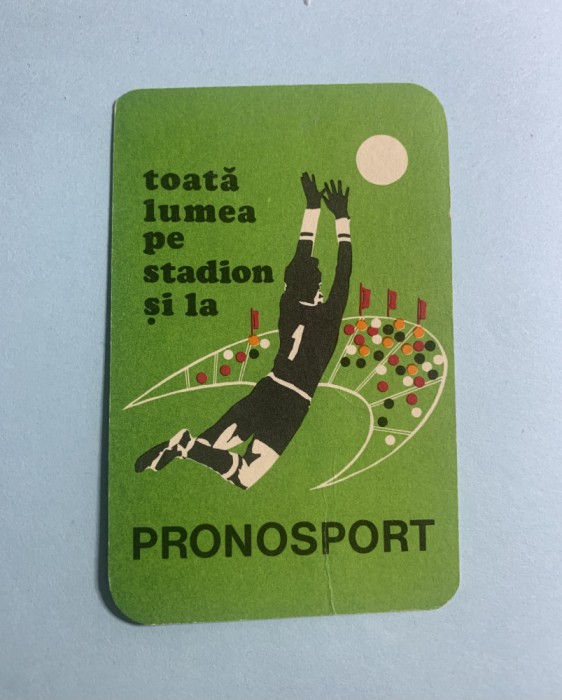 toată
lumea
pe
stadion
și la
1
PRONOSPORT